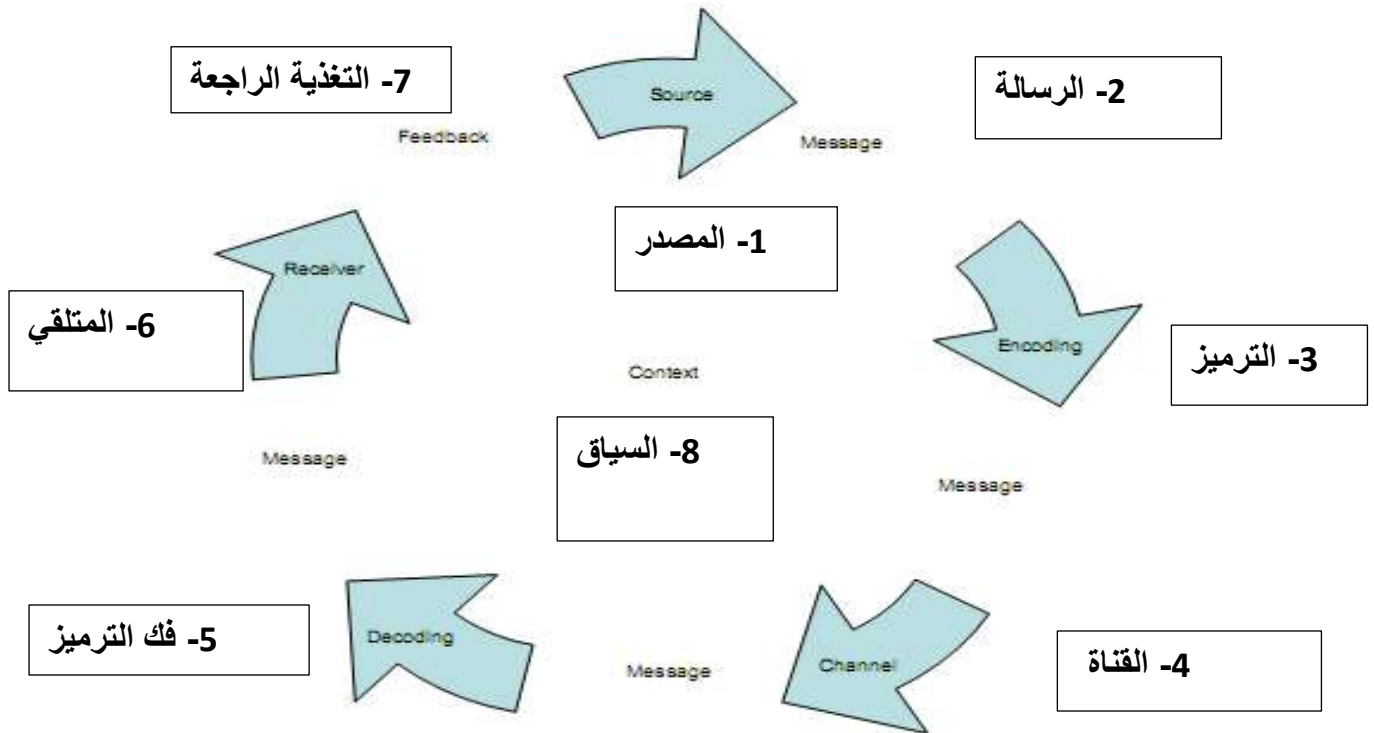 7- التغذية الراجعة
Source
2- الرسالة
Feedback
Message
1- المصدر
Receiver
6- المتلقي
Encoding
3- الترميز
Context
8- السياق
Message
Message
5- فك الترميز
Decoding
Message
Channel
4- القناة